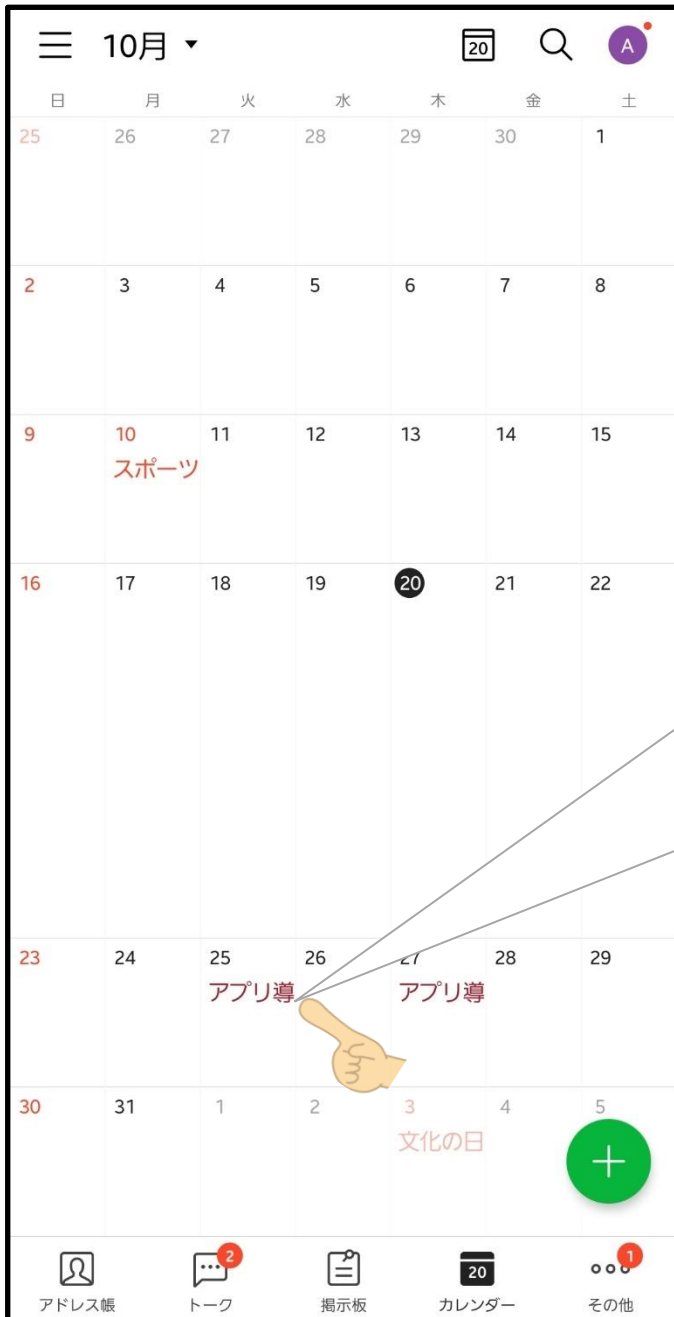 10月 20 A
日 月 火 水 木 金 土
25 26 27 28 29 30 1
2 3 4 5 6 7 8
9 10 11 12 13 14 15
スポーツ
16 17 18 19 20 21 22
23 24 25 26 27 28 29
アプリ導 アプリ導
30 31 1 2 3 4 5
文化の日
2 20 1
アドレス帳 トーク 掲示板 カレンダー その他